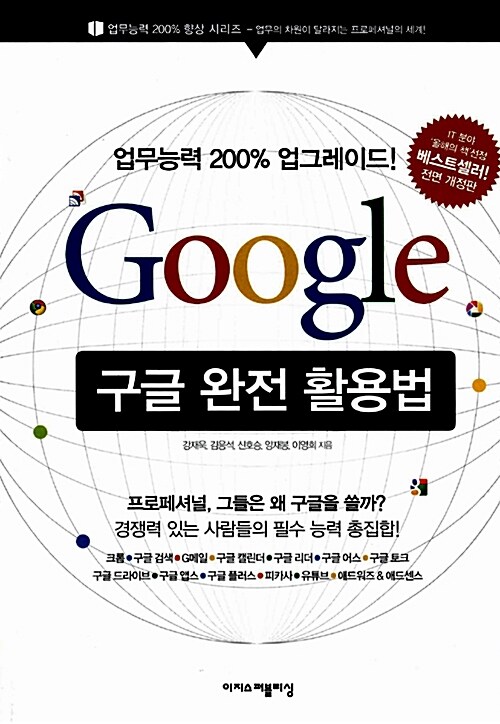 업무능력 200% 향상 시리즈 - 업무의 차원이 달라지는 프로페셔널의 세계!
IT 분야
'올해의 책' 선정
베스트셀러!
전면 개정판
업무능력 200% 업그레이드!
Google
구글 완전 활용법
강재욱, 김응석, 신호승, 양재봉, 이영희 지음
프로페셔널, 그들은 왜 구글을 쓸까?
경쟁력 있는 사람들의 필수 능력 총집합!
크롬●구글 검색●G메일●구글 캘린더●구글 리더●구글 어스●구글 토크
구글 드라이브●구글 앱스●구글 플러스●피카사●유튜브●애드워즈 & 애드센스
이지스퍼블리싱